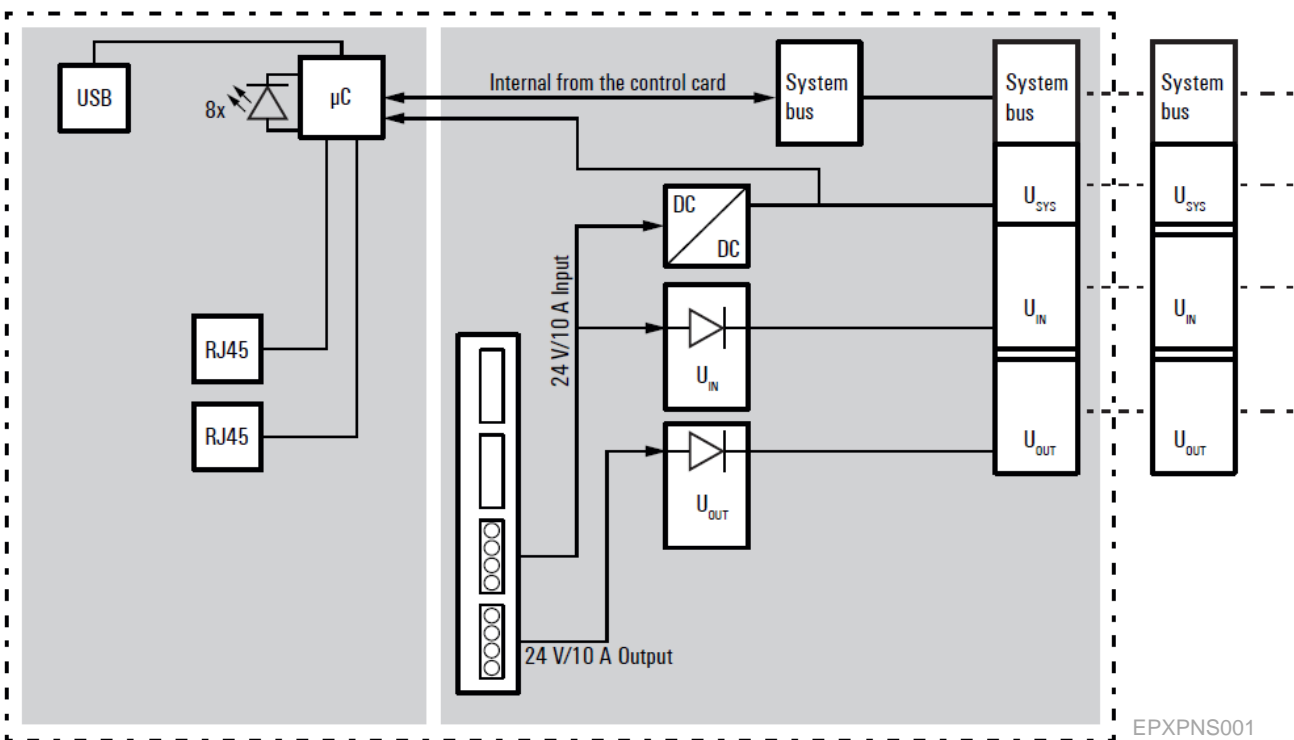 USB
8x
µC
Internal from the control card
System
bus
System
bus
System
bus
DC
DC
U_SYS
U_SYS
24 V/10 A Input
U_IN
U_IN
U_IN
RJ45
RJ45
U_OUT
U_OUT
U_OUT
24 V/10 A Output
EPXPNS001